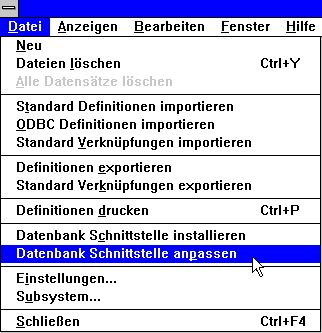 Datei Anzeigen Bearbeiten Fenster Hilfe
Neu
Dateien löschen Ctrl+Y
Alle Datensätze löschen
Standard Definitionen importieren
ODBC Definitionen importieren
Standard Verknüpfungen importieren
Definitionen exportieren
Standard Verknüpfungen exportieren
Definitionen drucken Ctrl+P
Datenbank Schnittstelle installieren
Datenbank Schnittstelle anpassen
Einstellungen...
Subsystem...
Schließen Ctrl+F4